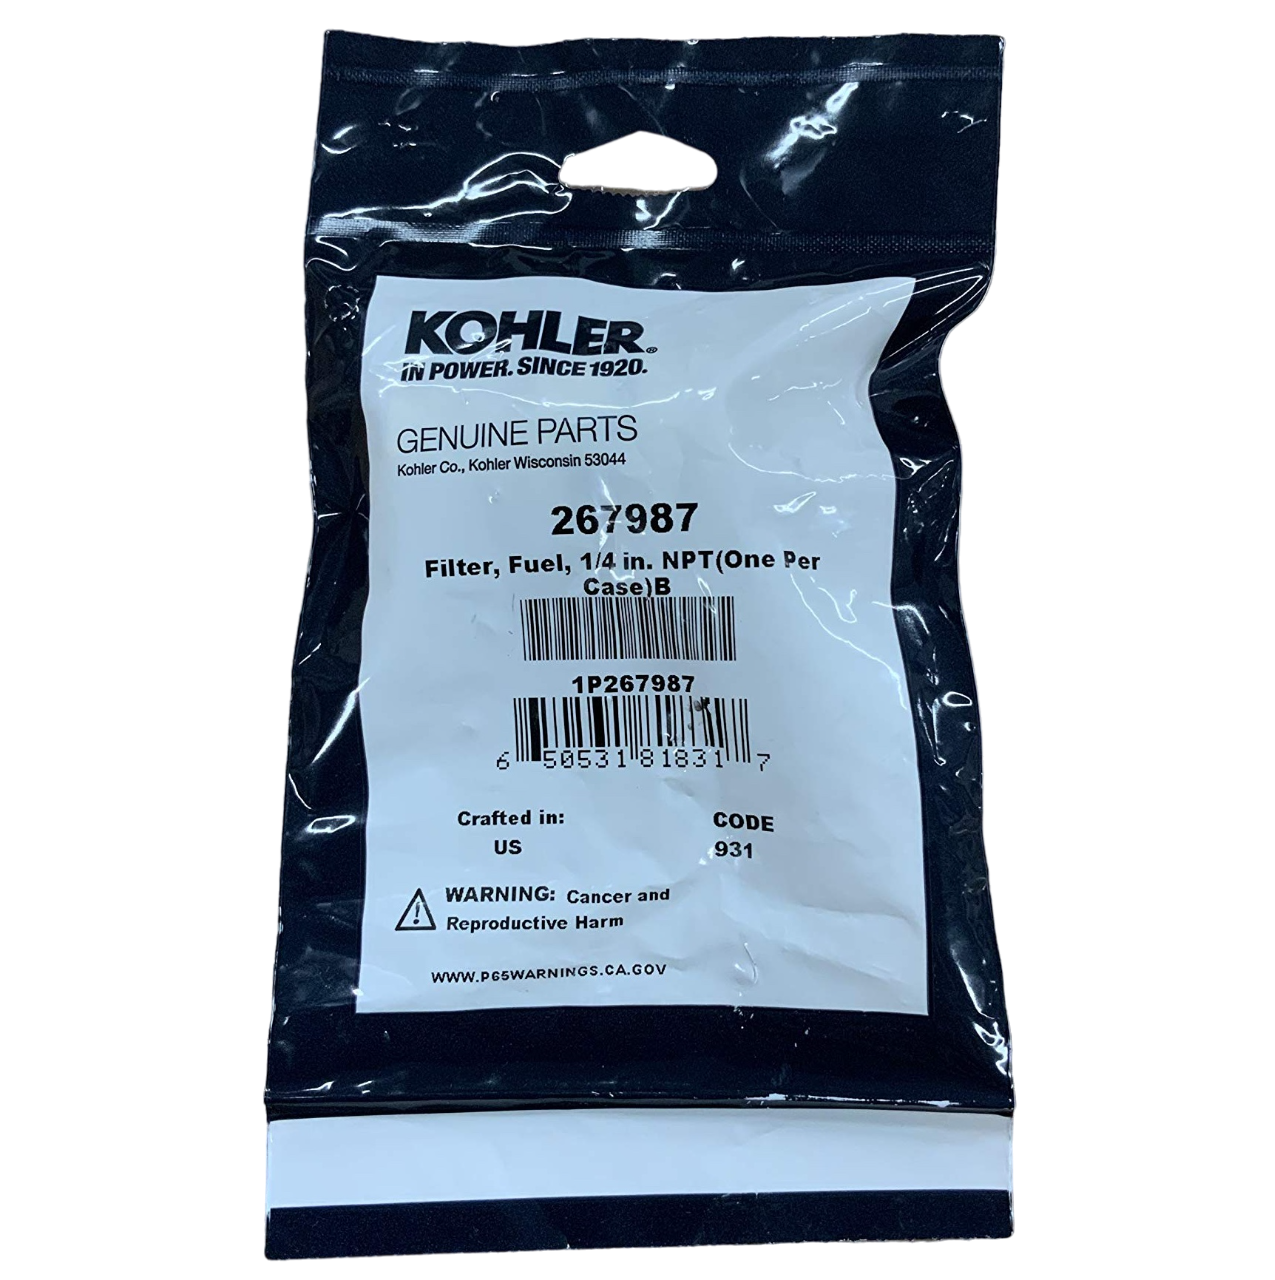 KOHLER®
IN POWER. SINCE 1920.
GENUINE PARTS
Kohler Co., Kohler Wisconsin 53044
267987
Filter, Fuel, 1/4 in. NPT(One Per
Case)B
1P267987
6 50531 81831 7
Crafted in: CODE
US 931
WARNING: Cancer and
Reproductive Harm
WWW.P65WARNINGS.CA.GOV